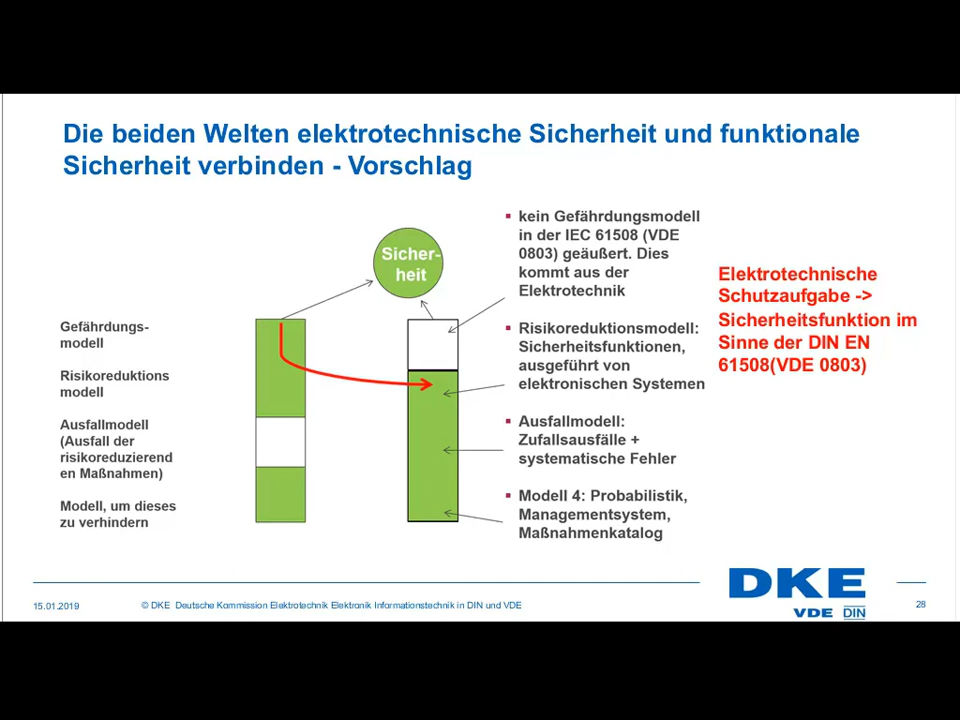 Die beiden Welten elektrotechnische Sicherheit und funktionale
Sicherheit verbinden - Vorschlag
Gefährdungs-
modell
Risikoreduktions
modell
Ausfallmodell
(Ausfall der
risikoreduzierend
en Maßnahmen)
Modell, um dieses
zu verhindern
Sicher-
heit
kein Gefährdungsmodell
in der IEC 61508 (VDE
0803) geäußert. Dies
kommt aus der
Elektrotechnik
Risikoreduktionsmodell:
Sicherheitsfunktionen,
ausgeführt von
elektronischen Systemen
Ausfallmodell:
Zufallsausfälle +
systematische Fehler
Modell 4: Probabilistik,
Managementsystem,
Maßnahmenkatalog
Elektrotechnische
Schutzaufgabe ->
Sicherheitsfunktion im
Sinne der DIN EN
61508(VDE 0803)
DKE
VDE DIN
15.01.2019
© DKE Deutsche Kommission Elektrotechnik Elektronik Informationstechnik in DIN und VDE
28